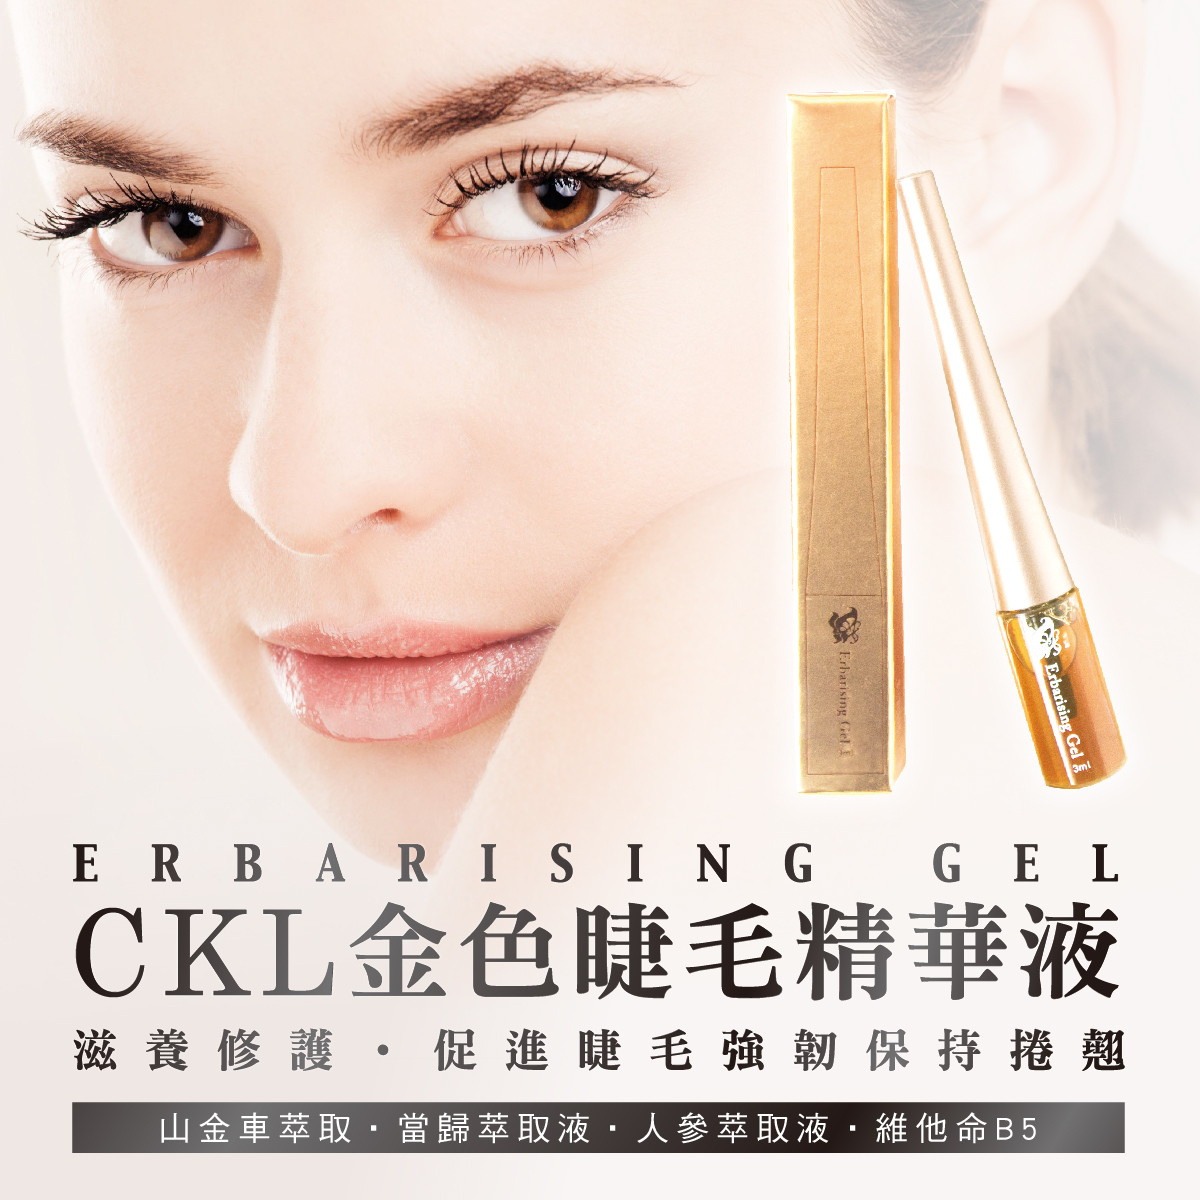 Erbarising Gel-1
Erbarising Gel
3ml
ERBARISING GEL
CKL金色睫毛精華液
滋養修護・促進睫毛強韌保持捲翹
山金車萃取・當歸萃取液・人參萃取液・維他命B5